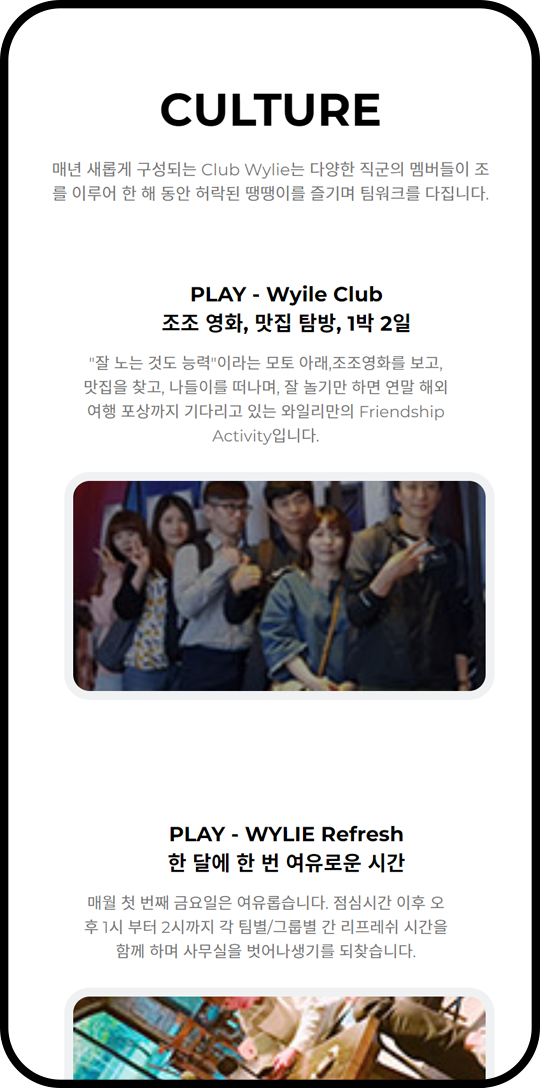 CULTURE
매년 새롭게 구성되는 Club Wylie는 다양한 직군의 멤버들이 조
를 이루어 한 해 동안 허락된 땡땡이를 즐기며 팀워크를 다집니다.
PLAY - Wyile Club
조조 영화, 맛집 탐방, 1박 2일
"잘 노는 것도 능력"이라는 모토 아래,조조영화를 보고,
맛집을 찾고, 나들이를 떠나며, 잘 놀기만 하면 연말 해외
여행 포상까지 기다리고 있는 와일리만의 Friendship
Activity입니다.
PLAY - WYLIE Refresh
한 달에 한 번 여유로운 시간
매월 첫 번째 금요일은 여유롭습니다. 점심시간 이후 오
후 1시 부터 2시까지 각 팀별/그룹별 간 리프레쉬 시간을
함께 하며 사무실을 벗어나생기를 되찾습니다.